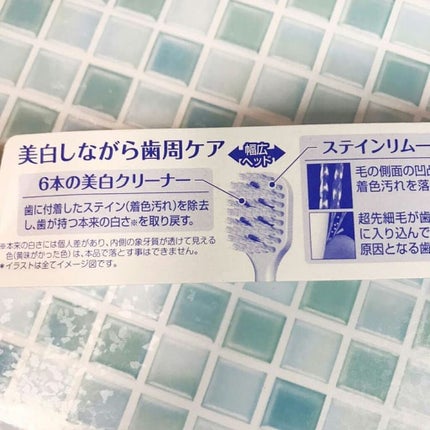 美白しながら歯周ケア
幅広
ヘッド
6本の美白クリーナー
歯に付着したステイン(着色汚れ)を除去
し、歯が持つ本来の白さ※を取り戻す。
※本来の白さには個人差があり、内側の象牙質が透けて見える
色(黄味がかった色)は、本品で落とす事はできません。
*イラストは全てイメージ図です。
ステインリムー
毛の側面の凹凸
着色汚れを落
超先細毛が歯
に入り込んで
原因となる歯